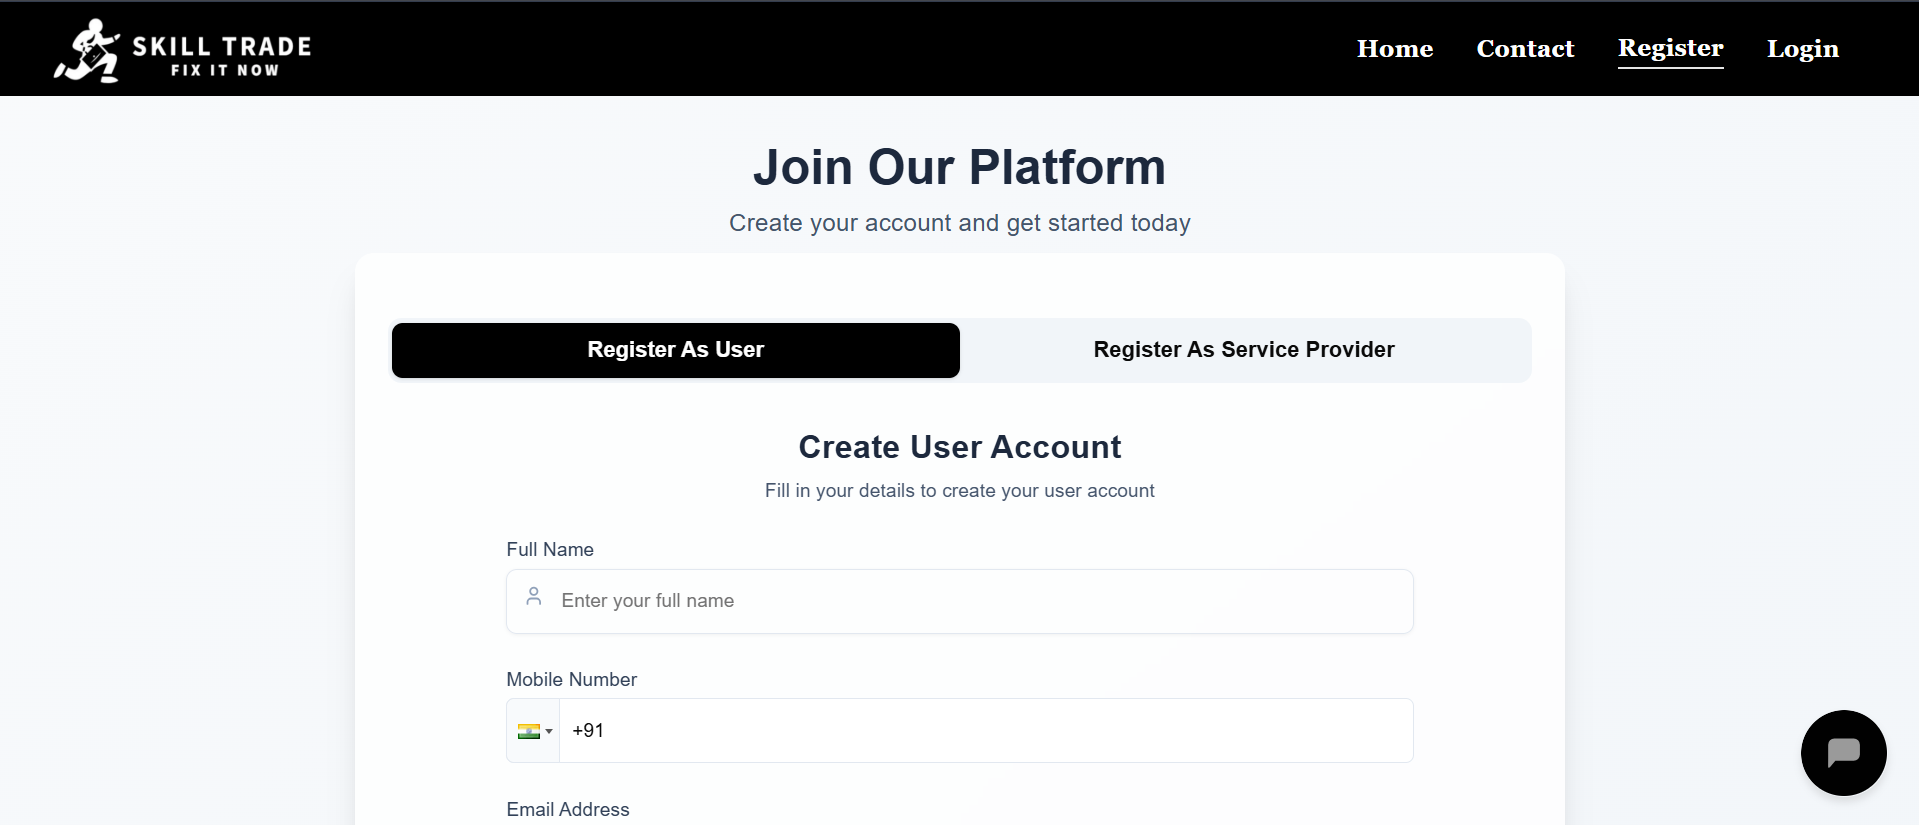 SKILL TRADE
FIX IT NOW
Home Contact Register Login
Join Our Platform
Create your account and get started today
Register As User Register As Service Provider
Create User Account
Fill in your details to create your user account
Full Name
Enter your full name
Mobile Number
+91
Email Address